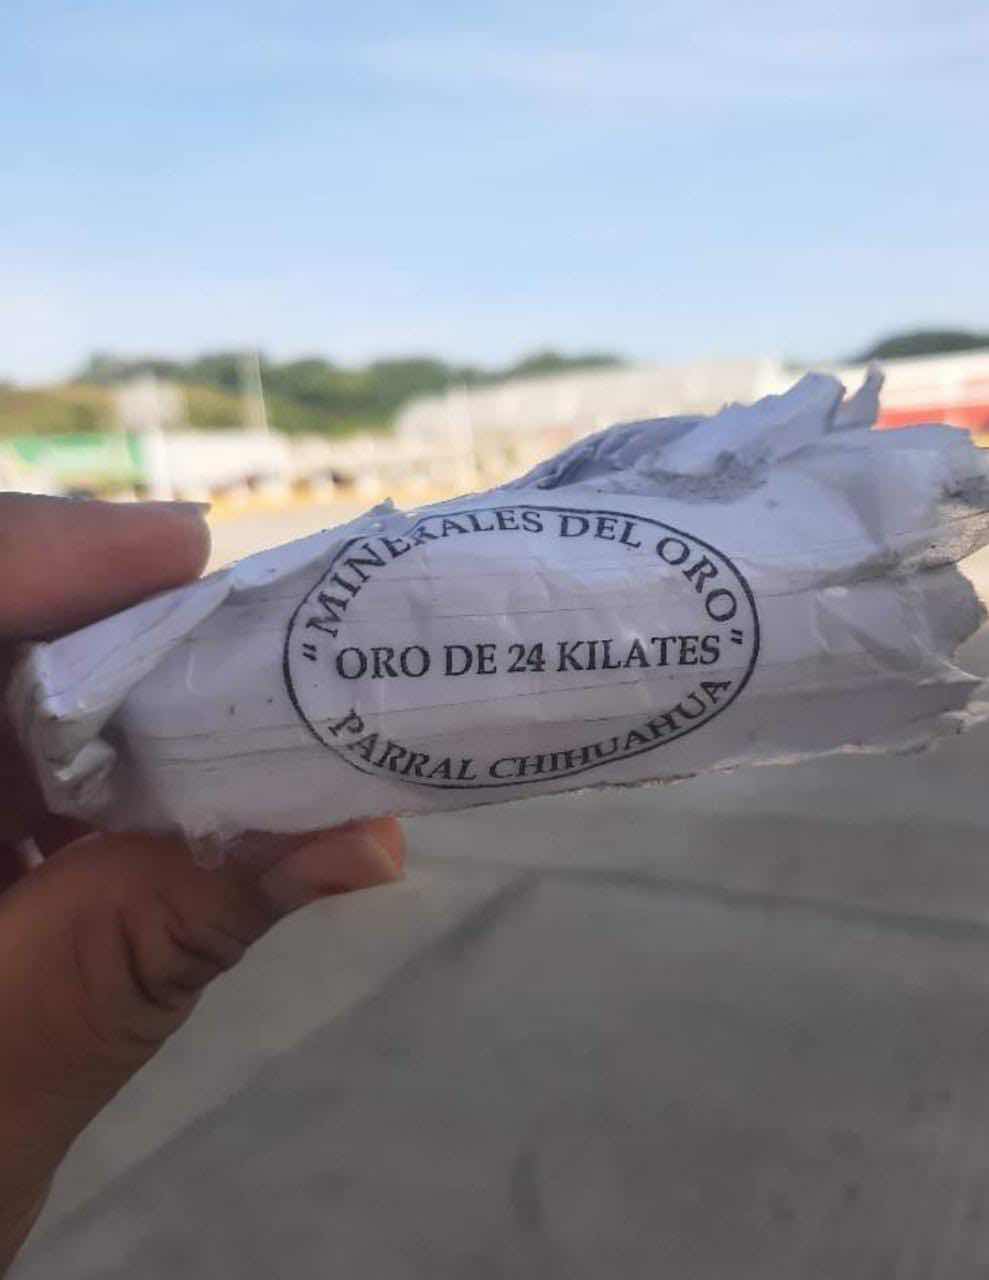 "MINERALES DEL ORO"
ORO DE 24 KILATES
PARRAL CHIHUAHUA